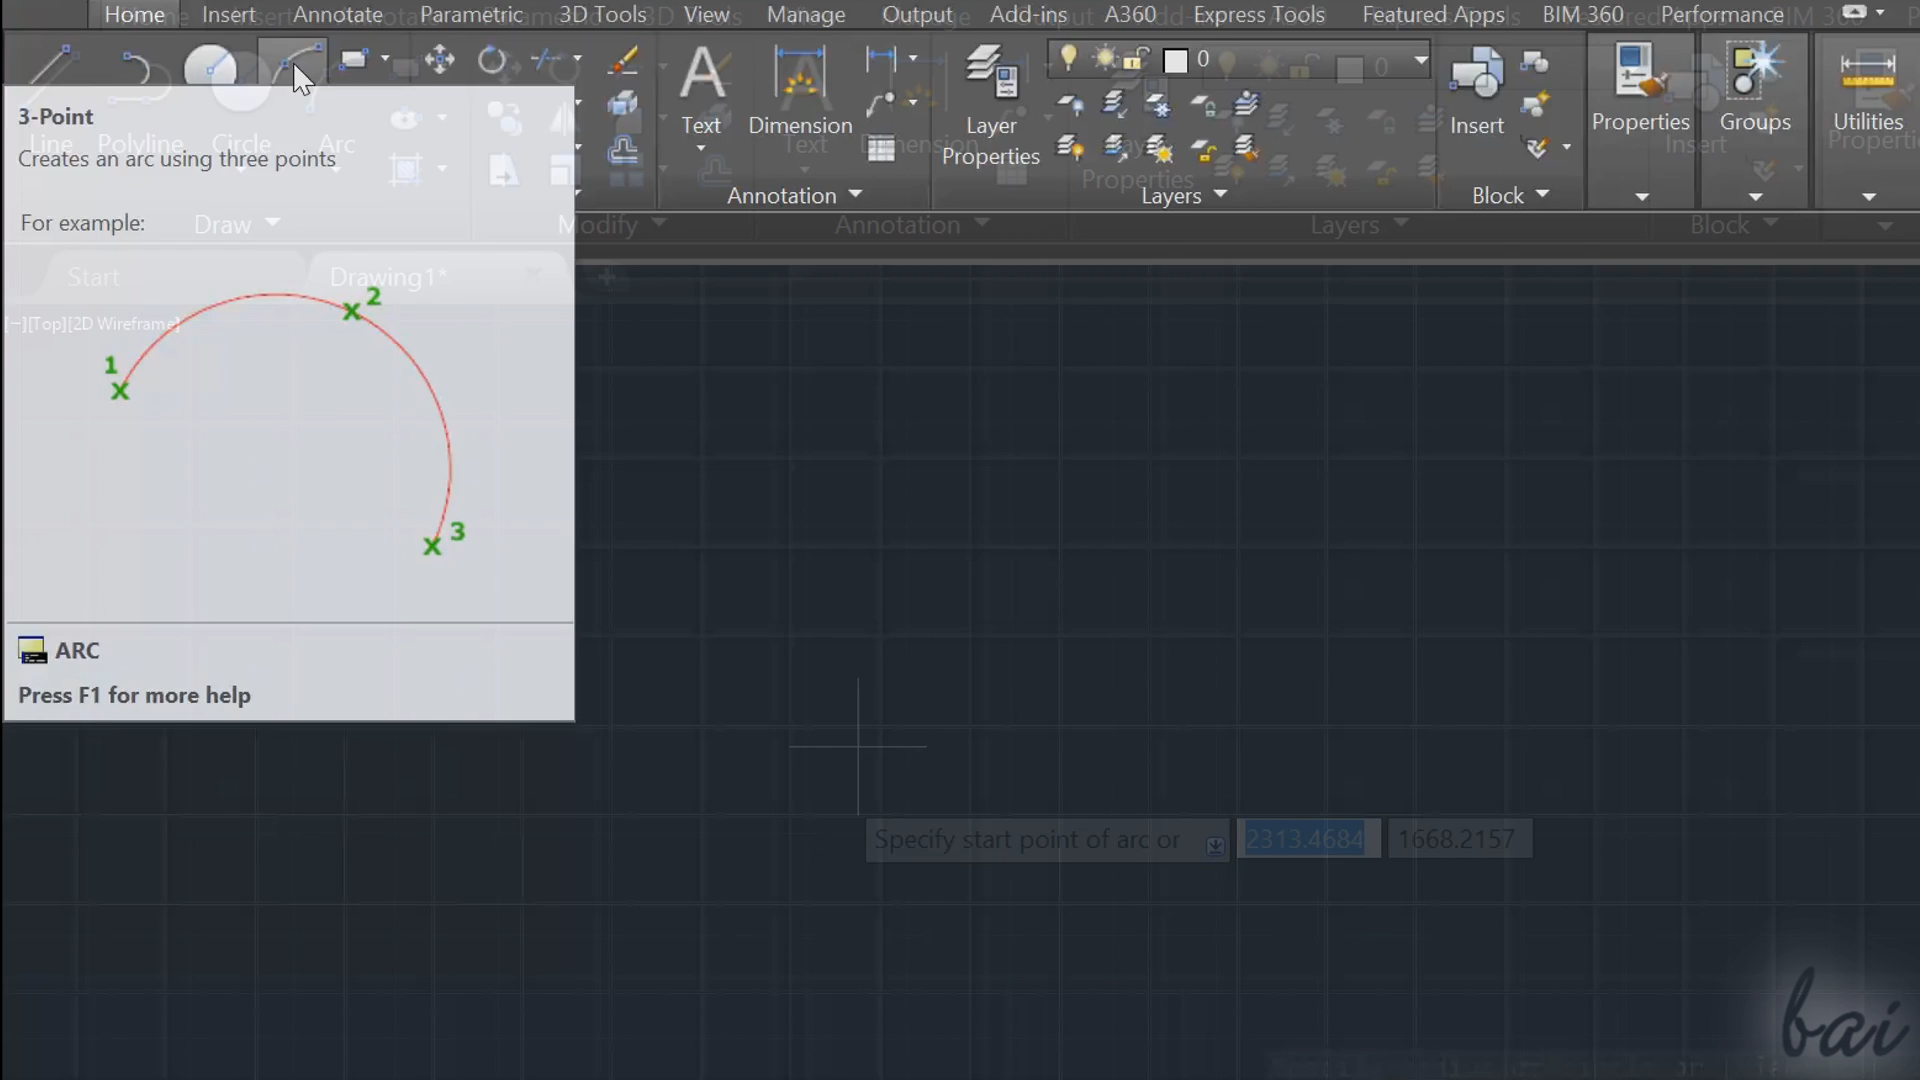 Home Insert Annotate Parametric 3D Tools View Manage Output Add-ins A360 Express Tools Featured Apps BIM 360 Performance
Line Polyline Circle Arc
Draw
Modify
Text
Dimension
Annotation
Layer
Properties
0
Layers
Insert
Block
Properties
Groups
Utilities
Annotation
Layers
Block
3-Point
Creates an arc using three points
For example:
Start
Drawing1*
[−][Top][2D Wireframe]
1
2
3
ARC
Press F1 for more help
Specify start point of arc or 2313.4684 1668.2157
bai